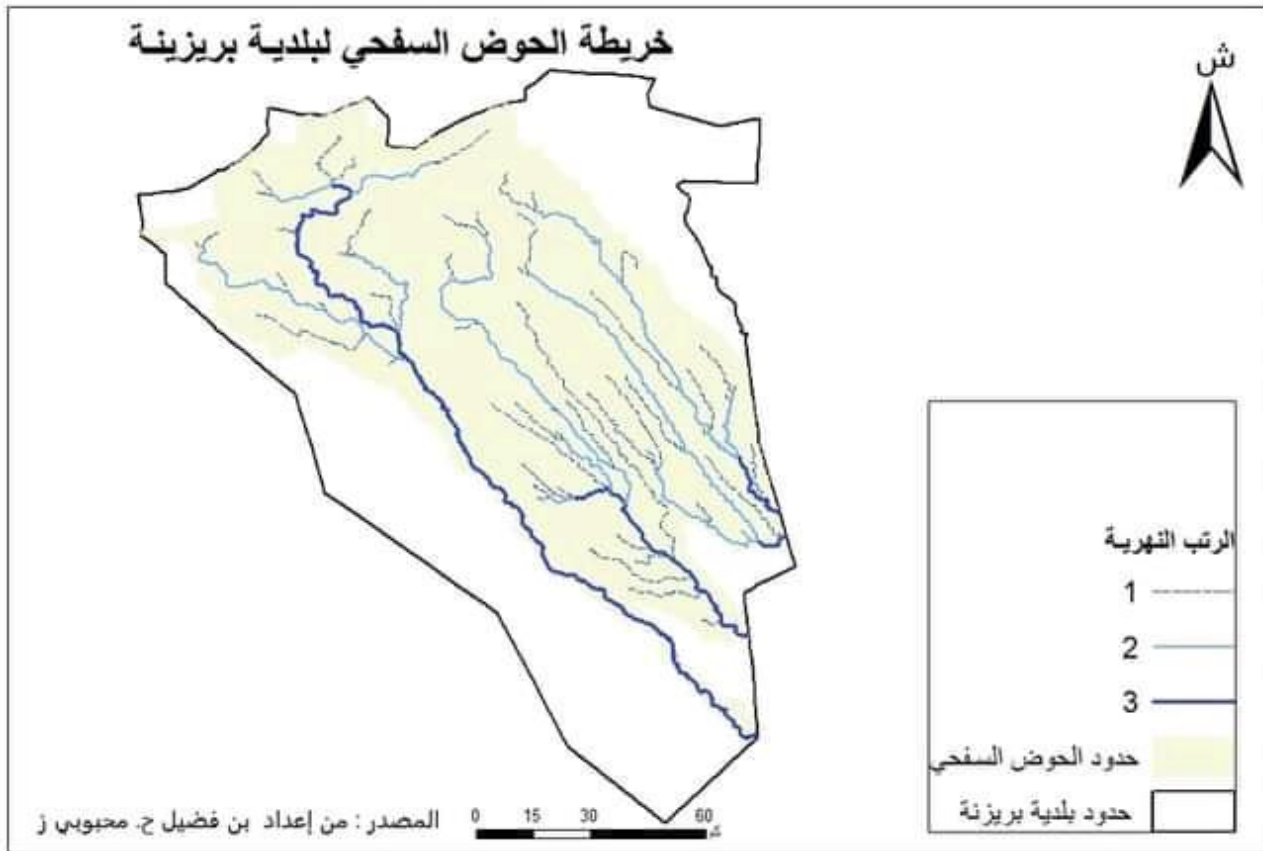 خريطة الحوض السفحي لبلدية بريزينة
ش
الرتب النهرية
1
2
3
حدود الحوض السفحي
حدود بلدية بريزنة
0 15 30 60
كم
المصدر : من إعداد بن فضيل ح. محبوبي ز